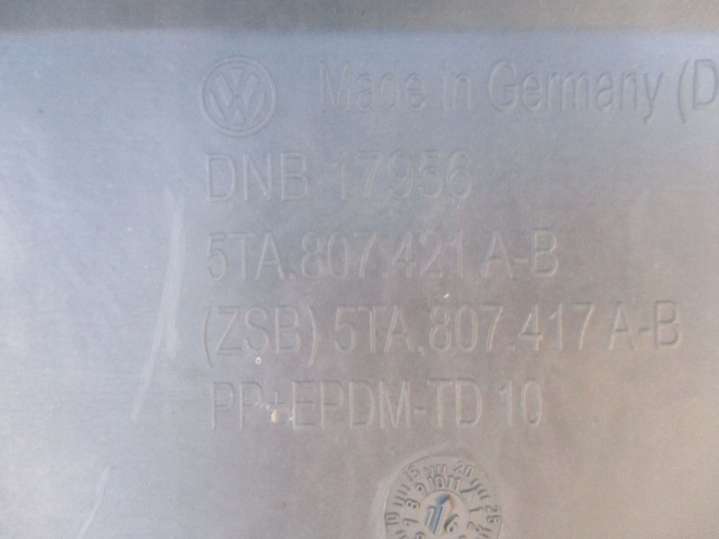 Made in Germany (D
DNB 17956
5TA.807.421 A-B
(ZSB) 5TA.807.417 A-B
PP+EPDM-TD 10